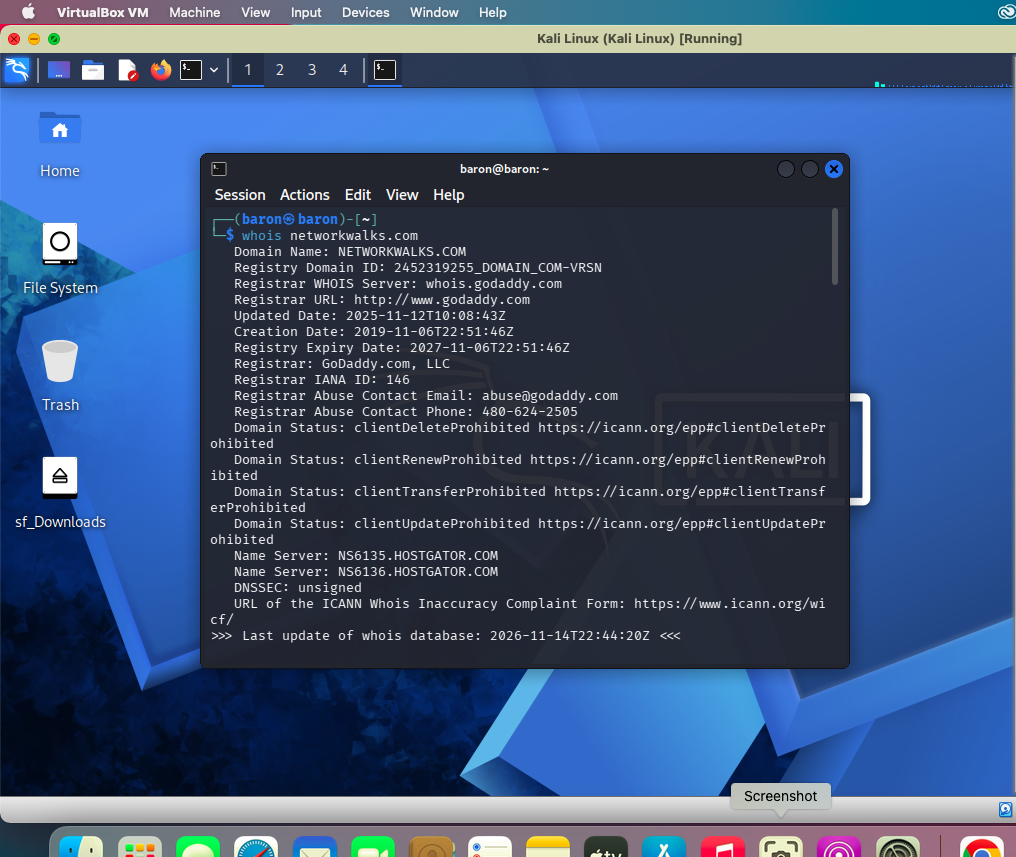 VirtualBox VM Machine View Input Devices Window Help
Kali Linux (Kali Linux) [Running]
1 2 3 4
Home
File System
Trash
sf_Downloads
baron@baron: ~
Session Actions Edit View Help
┌──(baron㉿baron)-[~]
└─$ whois networkwalks.com
Domain Name: NETWORKWALKS.COM
Registry Domain ID: 2452319255_DOMAIN_COM-VRSN
Registrar WHOIS Server: whois.godaddy.com
Registrar URL: http://www.godaddy.com
Updated Date: 2025-11-12T10:08:43Z
Creation Date: 2019-11-06T22:51:46Z
Registry Expiry Date: 2027-11-06T22:51:46Z
Registrar: GoDaddy.com, LLC
Registrar IANA ID: 146
Registrar Abuse Contact Email: abuse@godaddy.com
Registrar Abuse Contact Phone: 480-624-2505
Domain Status: clientDeleteProhibited https://icann.org/epp#clientDeletePr
ohibited
Domain Status: clientRenewProhibited https://icann.org/epp#clientRenewProh
ibited
Domain Status: clientTransferProhibited https://icann.org/epp#clientTransf
erProhibited
Domain Status: clientUpdateProhibited https://icann.org/epp#clientUpdatePr
ohibited
Name Server: NS6135.HOSTGATOR.COM
Name Server: NS6136.HOSTGATOR.COM
DNSSEC: unsigned
URL of the ICANN Whois Inaccuracy Complaint Form: https://www.icann.org/wi
cf/
>>> Last update of whois database: 2026-11-14T22:44:20Z <<<
KALI
Screenshot
tv